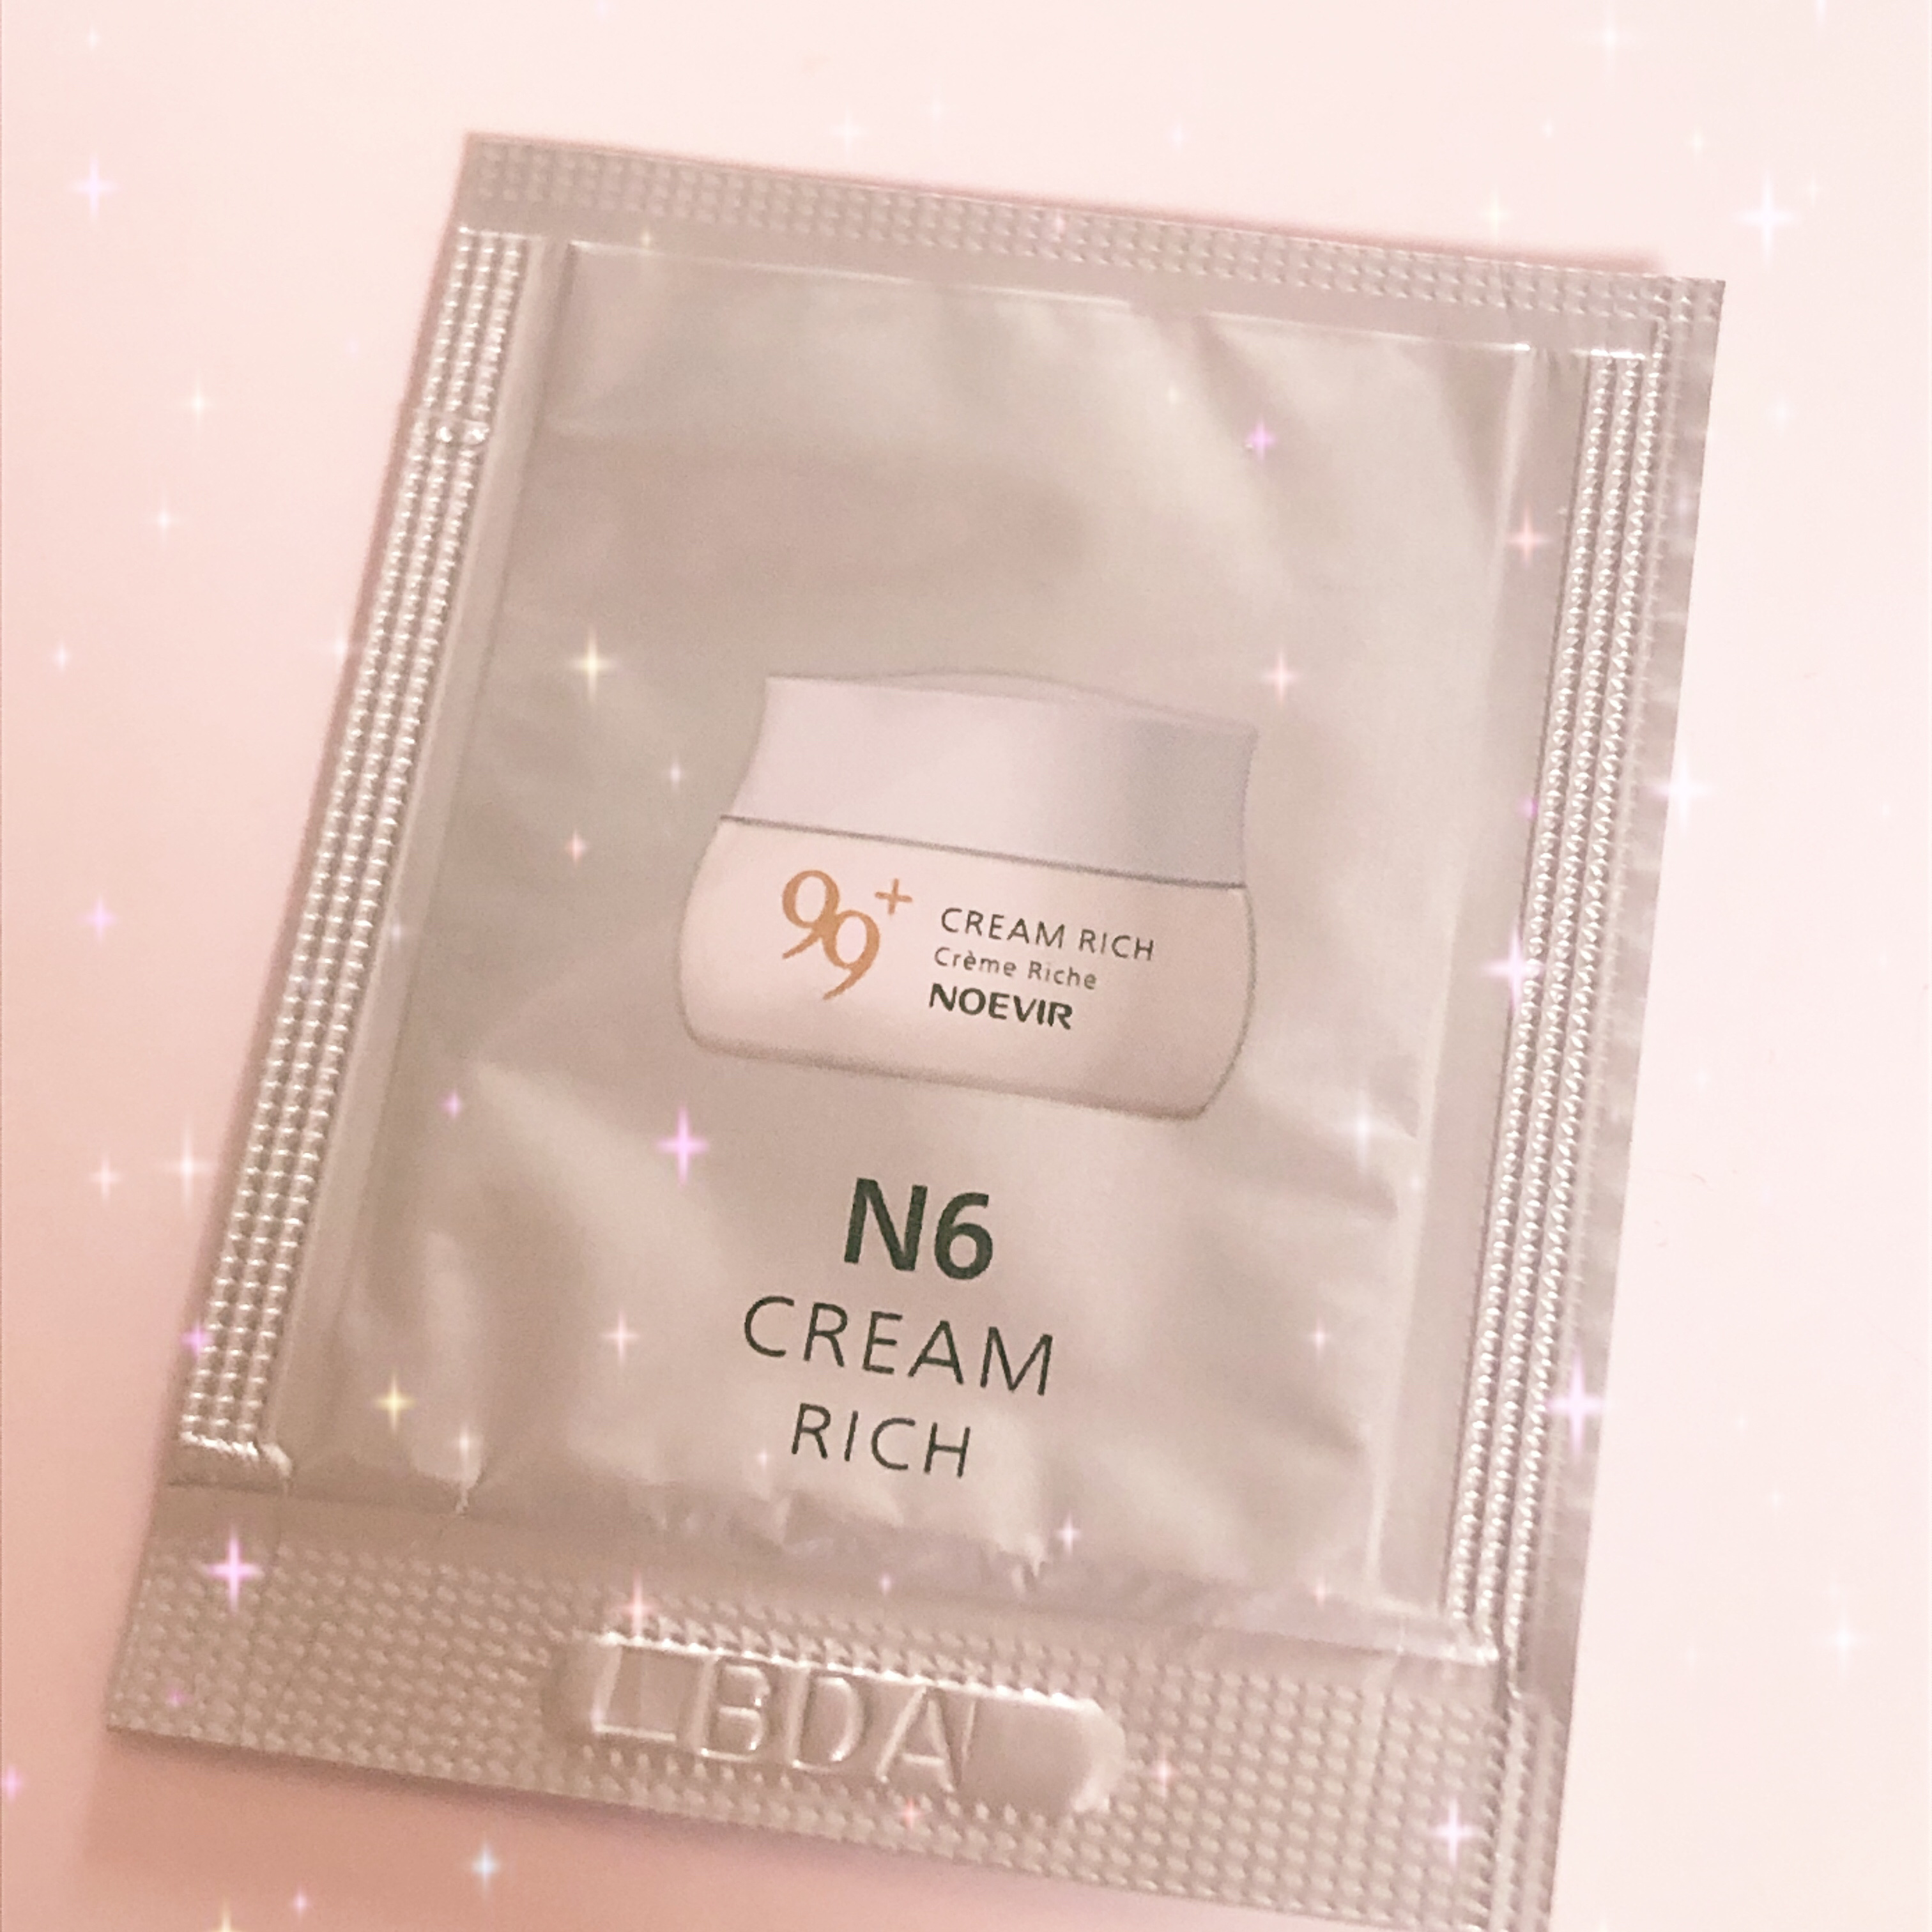 99+
CREAM RICH
Crème Riche
NOEVIR
N6
CREAM
RICH
LBDA